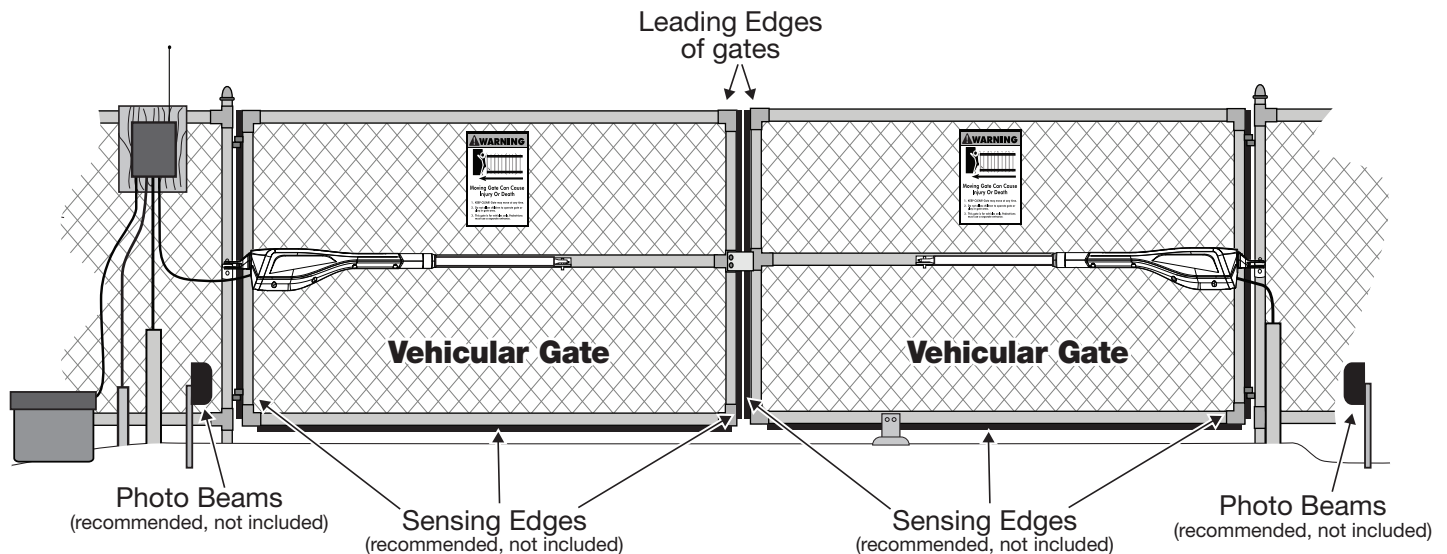 Leading Edges
of gates
WARNING
Moving Gate Can Cause
Injury Or Death
WARNING
Moving Gate Can Cause
Injury Or Death
Vehicular Gate
Vehicular Gate
Photo Beams
(recommended, not included)
Sensing Edges
(recommended, not included)
Sensing Edges
(recommended, not included)
Photo Beams
(recommended, not included)